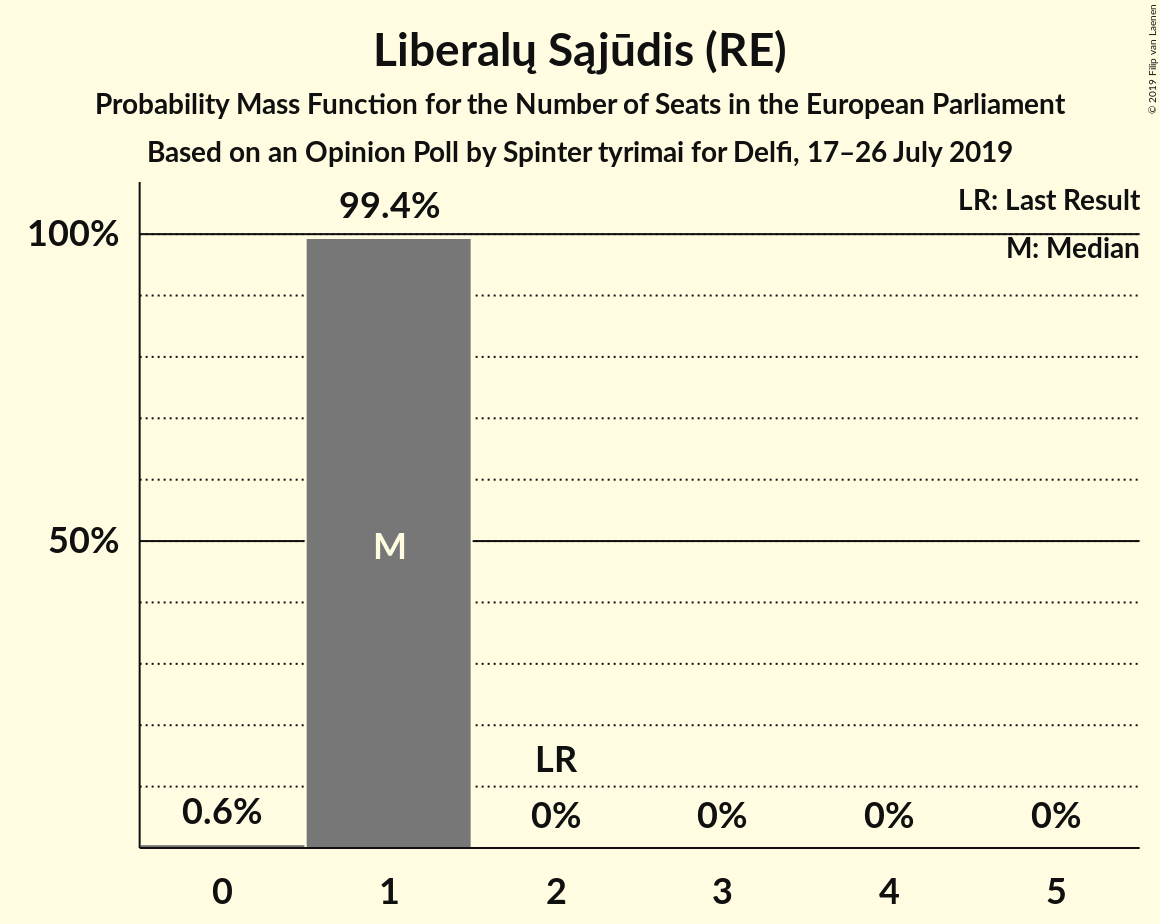 Liberalų Sąjūdis (RE)
Probability Mass Function for the Number of Seats in the European Parliament
Based on an Opinion Poll by Spinter tyrimai for Delfi, 17–26 July 2019
© 2019 Filip van Laenen
LR: Last Result
M: Median
100%
50%
99.4%
M
LR
0.6%
0%
0%
0%
0%
0
1
2
3
4
5